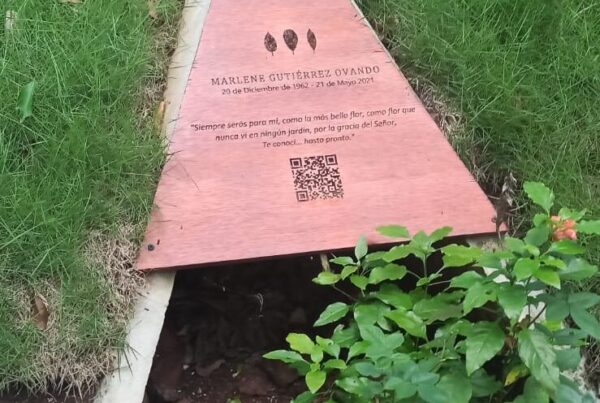 MARLENE GUTIÉRREZ OVANDO
20 de Diciembre de 1962 - 21 de Mayo 2021
"Siempre serás para mí, como la más bella flor, como flor que
nunca vi en ningún jardín, por la gracia del Señor,
Te conocí... hasta pronto."